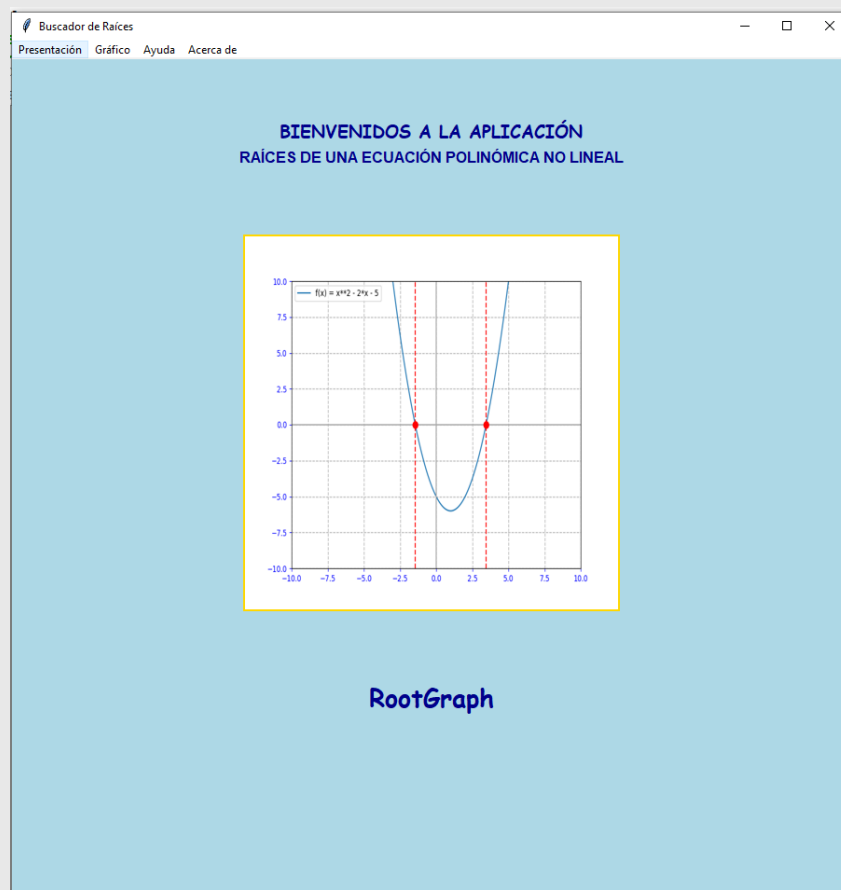 Buscador de Raíces
Presentación Gráfico Ayuda Acerca de
BIENVENIDOS A LA APLICACIÓN
RAÍCES DE UNA ECUACIÓN POLINÓMICA NO LINEAL
f(x) = x**2 - 2*x - 5
10.0
7.5
5.0
2.5
0.0
−2.5
−5.0
−7.5
−10.0
−10.0 −7.5 −5.0 −2.5 0.0 2.5 5.0 7.5 10.0
RootGraph